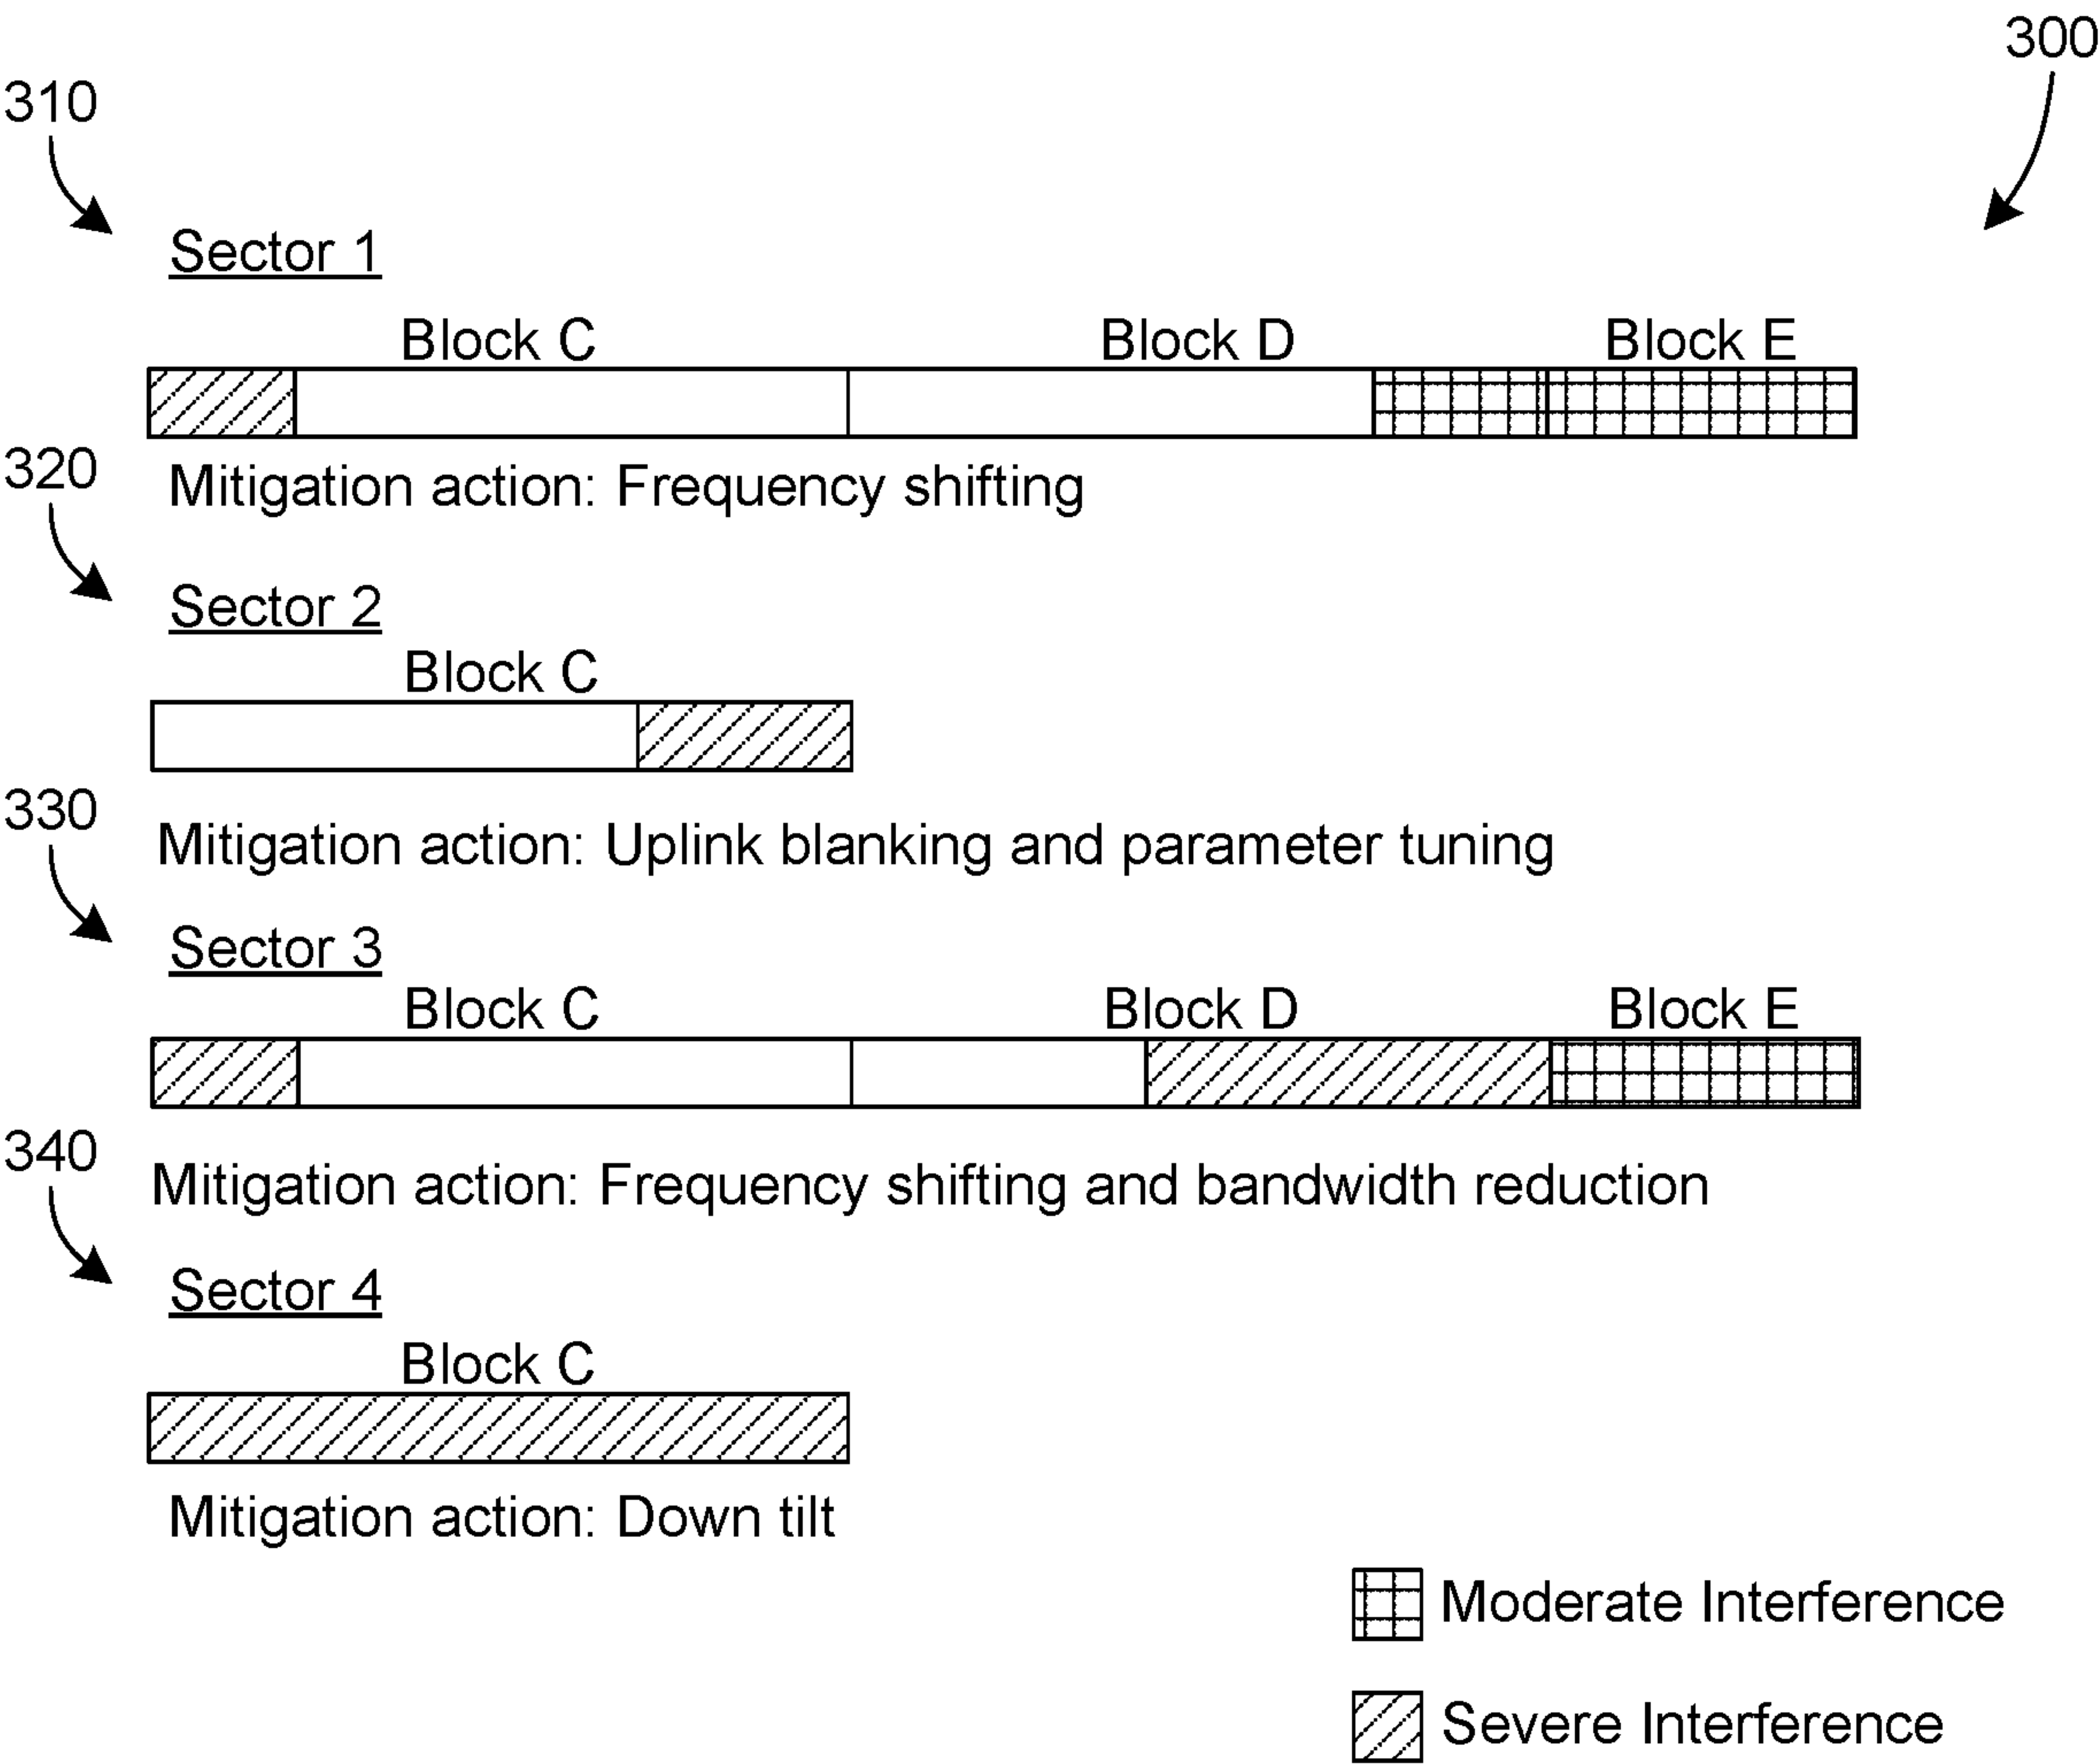 300
310
Sector 1
Block C Block D Block E
Mitigation action: Frequency shifting
320
Sector 2
Block C
Mitigation action: Uplink blanking and parameter tuning
330
Sector 3
Block C Block D Block E
Mitigation action: Frequency shifting and bandwidth reduction
340
Sector 4
Block C
Mitigation action: Down tilt
Moderate Interference
Severe Interference